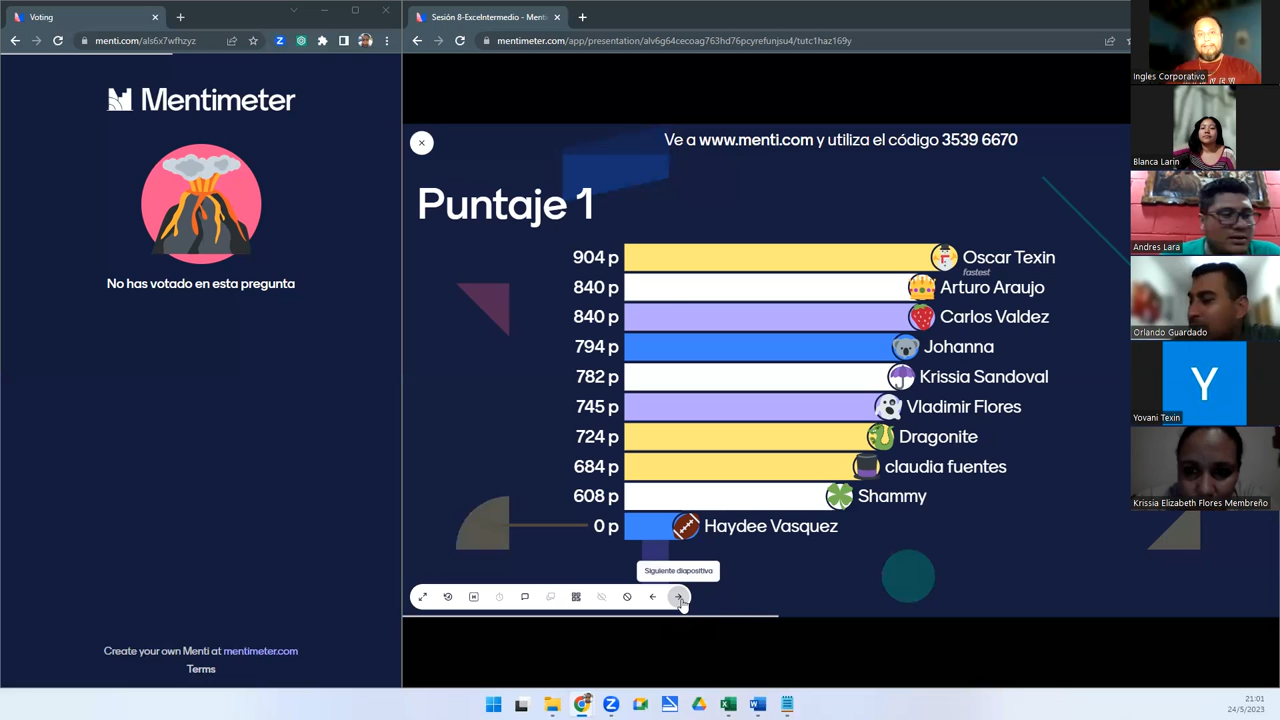 Voting
menti.com/als6x7wfhzyz
Mentimeter
No has votado en esta pregunta
Create your own Menti at mentimeter.com
Terms
Sesión 8-ExceIntermedio - Menti
mentimeter.com/app/presentation/alv6g64cecoag763hd76pcyrefunjsu4/tutc1haz169y
Ve a www.menti.com y utiliza el código 3539 6670
Puntaje 1
904 p Oscar Texin
fastest
840 p Arturo Araujo
840 p Carlos Valdez
794 p Johanna
782 p Krissia Sandoval
745 p Vladimir Flores
724 p Dragonite
684 p claudia fuentes
608 p Shammy
0 p Haydee Vasquez
Siguiente diapositiva
Ingles Corporativo
Blanca Larin
Andres Lara
Orlando Guardado
Y
Yovani Texin
Krissia Elizabeth Flores Membreño
21:01
24/5/2023